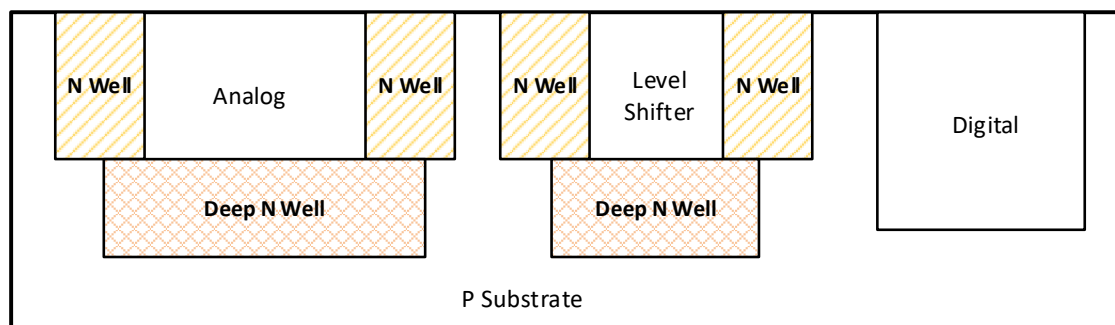 N Well
Analog
N Well
N Well
Level
Shifter
N Well
Digital
Deep N Well
Deep N Well
P Substrate